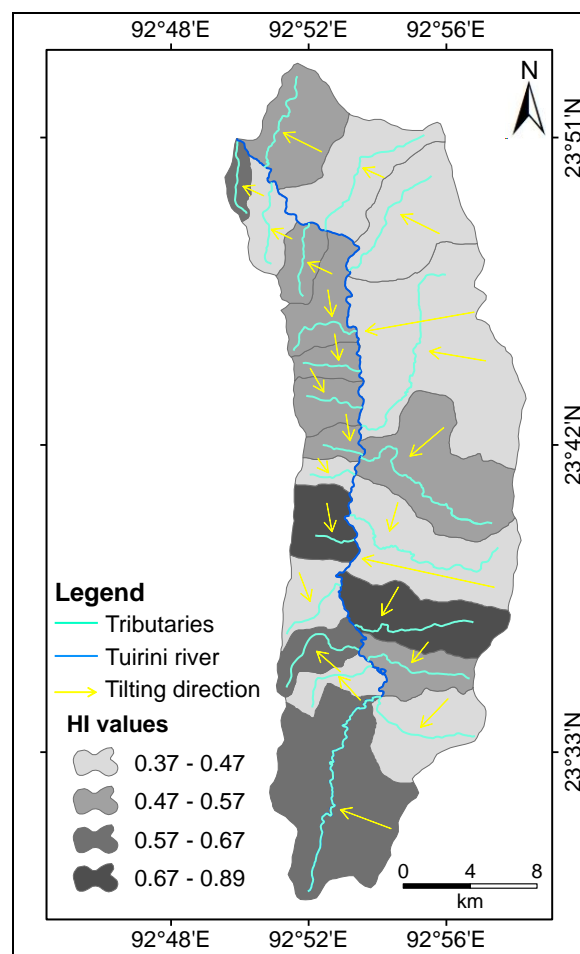 92°48'E 92°52'E 92°56'E
N
23°51'N
23°42'N
23°33'N
Legend
Tributaries
Tuirini river
Tilting direction
HI values
0.37 - 0.47
0.47 - 0.57
0.57 - 0.67
0.67 - 0.89
0 4 8
km
92°48'E 92°52'E 92°56'E